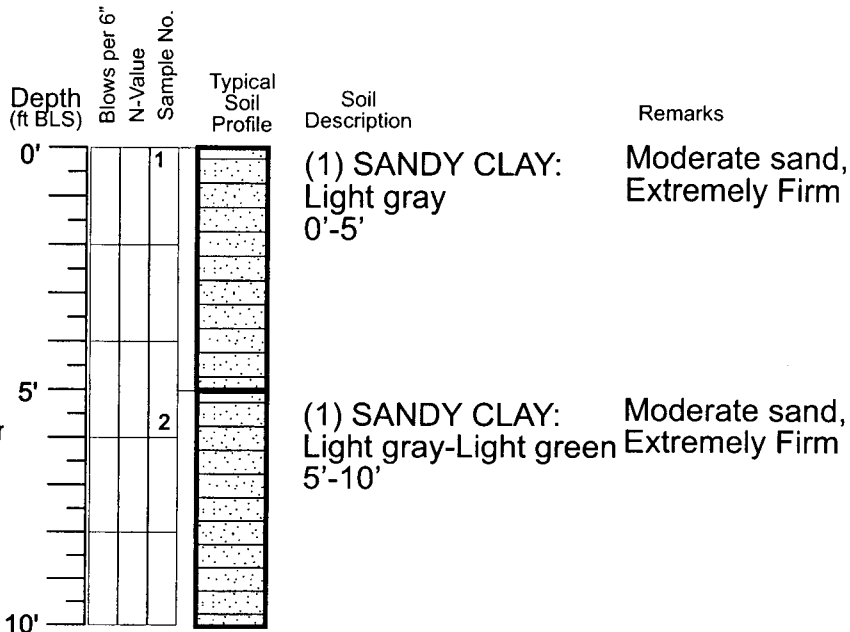 Depth
(ft BLS)
Blows per 6"
N-Value
Sample No.
Typical
Soil
Profile
Soil
Description
Remarks
0'
1
(1) SANDY CLAY:
Light gray
0'-5'
Moderate sand,
Extremely Firm
5'
2
r
(1) SANDY CLAY:
Light gray-Light green
5'-10'
Moderate sand,
Extremely Firm
10'